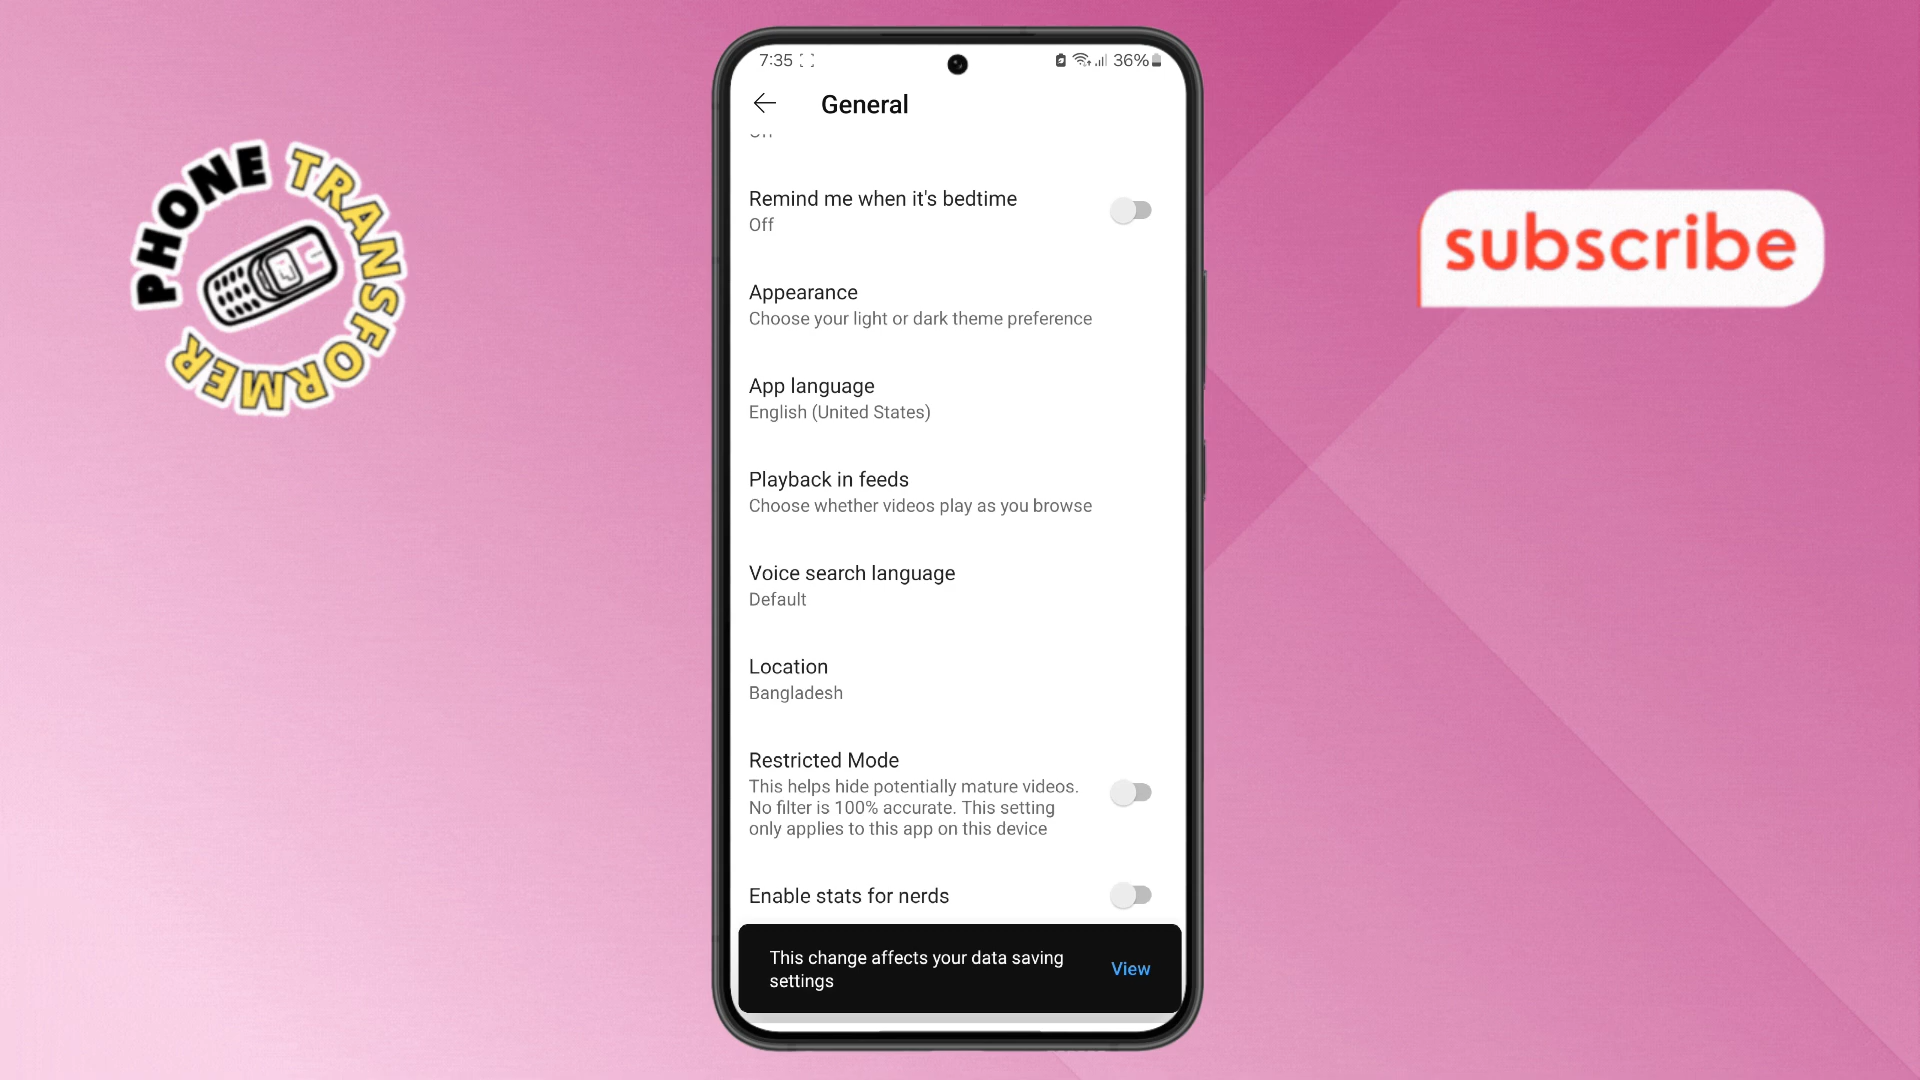 PHONE TRANSFORMER
subscribe
7:35
36%
General
Remind me when it's bedtime
Off
Appearance
Choose your light or dark theme preference
App language
English (United States)
Playback in feeds
Choose whether videos play as you browse
Voice search language
Default
Location
Bangladesh
Restricted Mode
This helps hide potentially mature videos.
No filter is 100% accurate. This setting
only applies to this app on this device
Enable stats for nerds
This change affects your data saving
settings
View